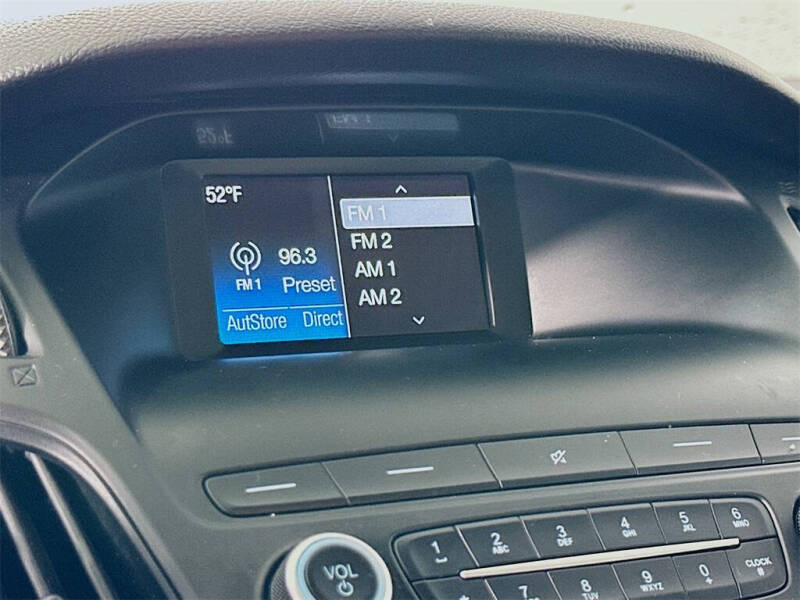 52°F
96.3
FM 1
Preset
AutStore Direct
FM 1
FM 2
AM 1
AM 2
VOL
1
2 ABC
3 DEF
4 GHI
5 JKL
6 MNO
7
8 TUV
9 WXYZ
0
CLOCK
#